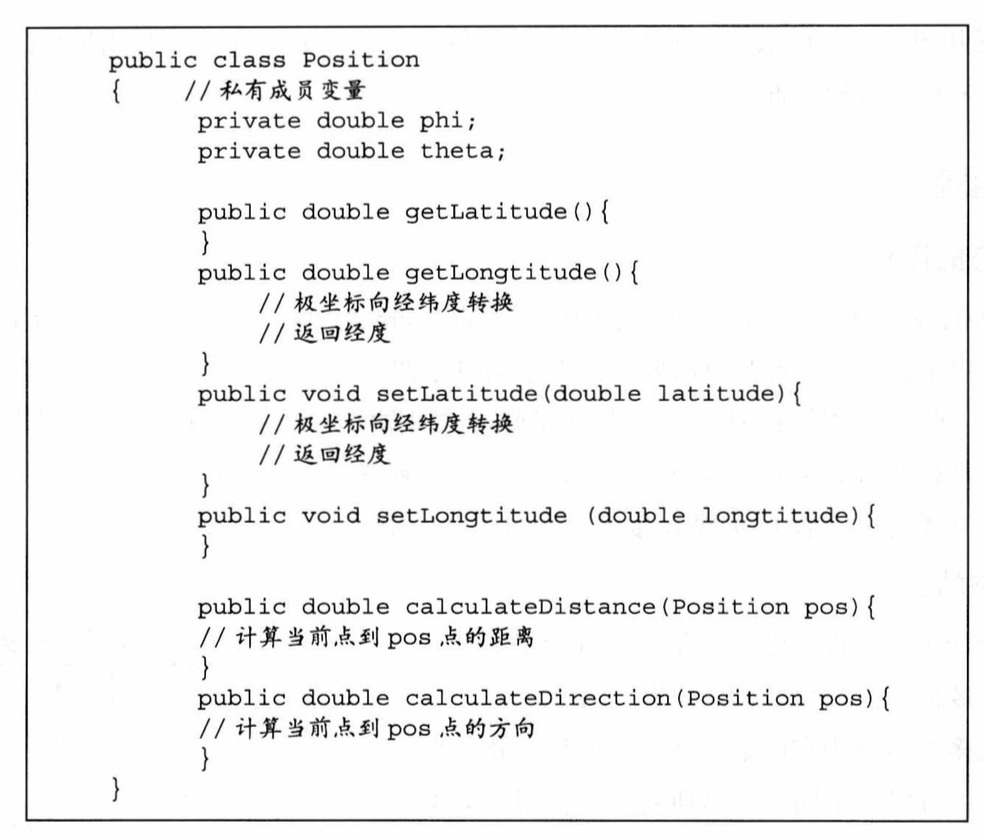 public class Position
{ //私有成员变量
private double phi;
private double theta;
public double getLatitude(){
}
public double getLongtitude(){
//极坐标向经纬度转换
//返回经度
}
public void setLatitude(double latitude){
//极坐标向经纬度转换
//返回经度
}
public void setLongtitude (double longtitude){
}
public double calculateDistance(Position pos){
//计算当前点到pos点的距离
}
public double calculateDirection(Position pos){
//计算当前点到pos点的方向
}
}